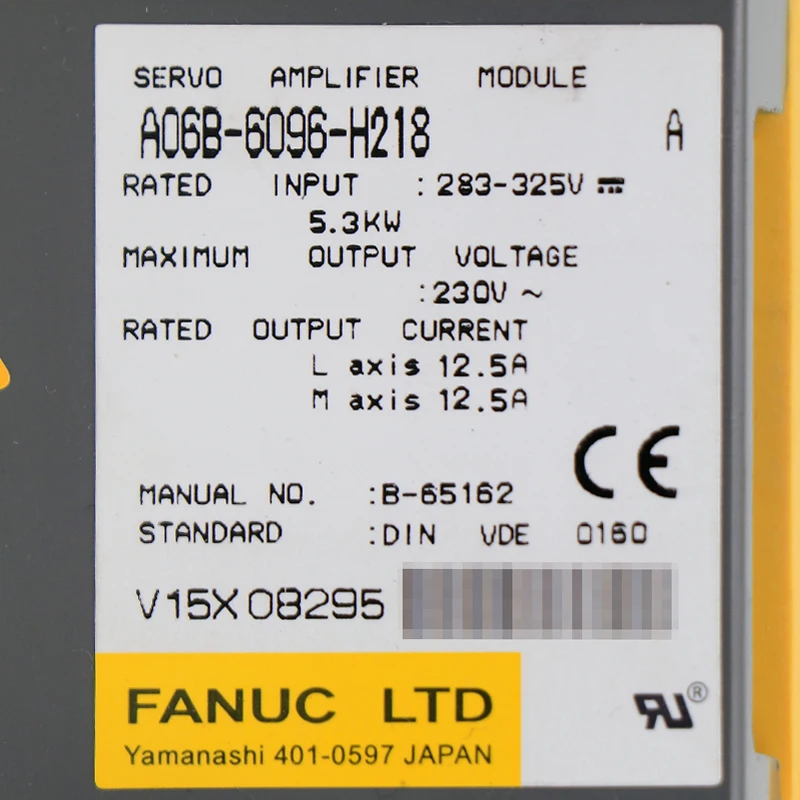 SERVO AMPLIFIER MODULE
A06B-6096-H218 A
RATED INPUT : 283-325V ⎓
5.3KW
MAXIMUM OUTPUT VOLTAGE
:230V ~
RATED OUTPUT CURRENT
L axis 12.5A
M axis 12.5A
CE
MANUAL NO. :B-65162
STANDARD :DIN VDE 0160
V15X08295
FANUC LTD
Yamanashi 401-0597 JAPAN
RU®